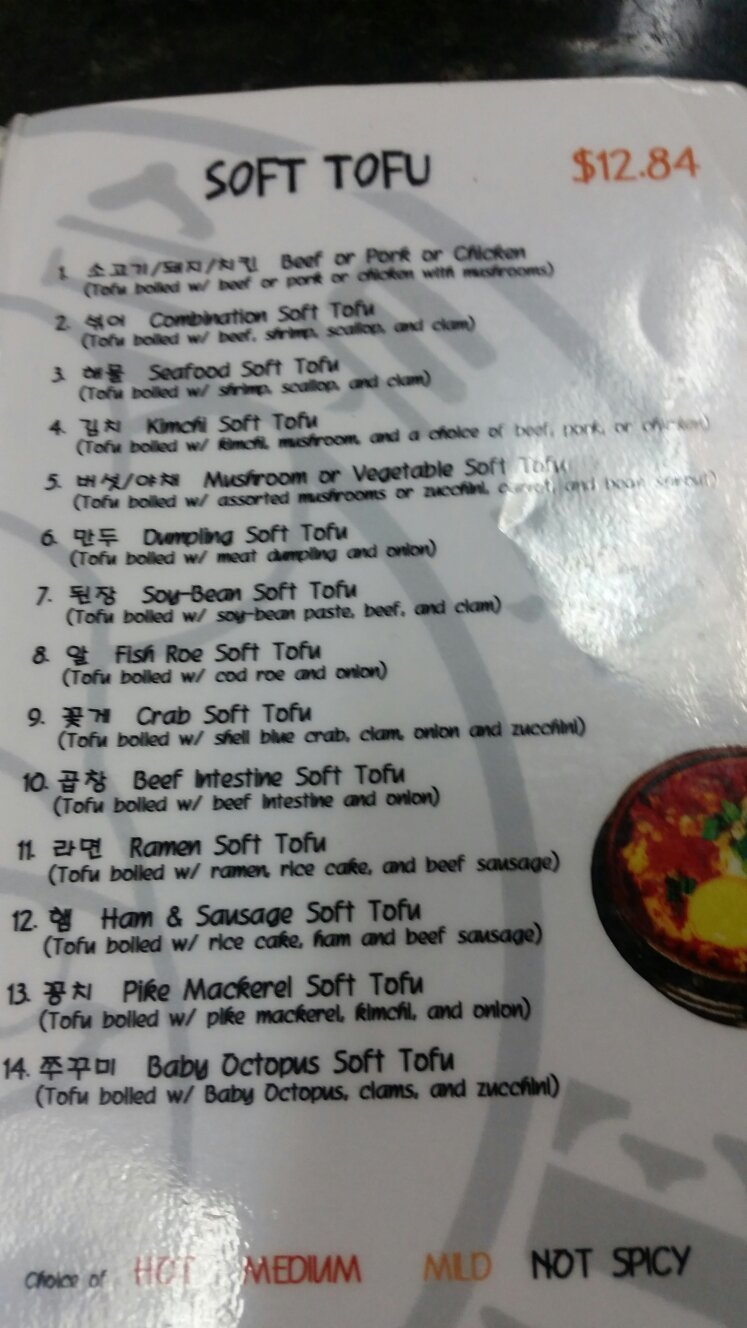 SOFT TOFU $12.84
1. 소고기/돼지/치킨 Beef or Pork or Chicken
(Tofu boiled w/ beef or pork or chicken with mushrooms)
2. 섞어 Combination Soft Tofu
(Tofu boiled w/ beef, shrimp, scallop, and clam)
3. 해물 Seafood Soft Tofu
(Tofu boiled w/ shrimp, scallop, and clam)
4. 김치 Kimchi Soft Tofu
(Tofu boiled w/ kimchi, mushroom, and a choice of beef, pork, or chicken)
5. 버섯/야채 Mushroom or Vegetable Soft Tofu
(Tofu boiled w/ assorted mushrooms or zucchini, carrot, and bean sprout)
6. 만두 Dumpling Soft Tofu
(Tofu boiled w/ meat dumpling and onion)
7. 된장 Soy-Bean Soft Tofu
(Tofu boiled w/ soy-bean paste, beef, and clam)
8. 알 Fish Roe Soft Tofu
(Tofu boiled w/ cod roe and onion)
9. 꽃게 Crab Soft Tofu
(Tofu boiled w/ shell blue crab, clam, onion and zucchini)
10. 곱창 Beef Intestine Soft Tofu
(Tofu boiled w/ beef intestine and onion)
11. 라면 Ramen Soft Tofu
(Tofu boiled w/ ramen, rice cake, and beef sausage)
12. 햄 Ham & Sausage Soft Tofu
(Tofu boiled w/ rice cake, ham and beef sausage)
13. 꽁치 Pike Mackerel Soft Tofu
(Tofu boiled w/ pike mackerel, kimchi, and onion)
14. 쭈꾸미 Baby Octopus Soft Tofu
(Tofu boiled w/ Baby Octopus, clams, and zucchini)
Choice of HOT MEDIUM MILD NOT SPICY